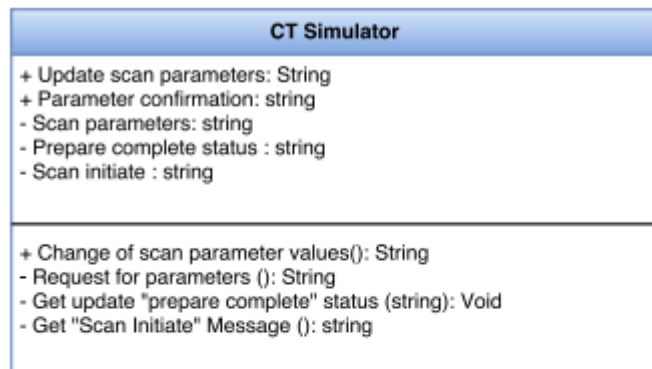 CT Simulator
+ Update scan parameters: String
+ Parameter confirmation: string
- Scan parameters: string
- Prepare complete status : string
- Scan initiate : string
+ Change of scan parameter values(): String
- Request for parameters (): String
- Get update "prepare complete" status (string): Void
- Get "Scan Initiate" Message (): string